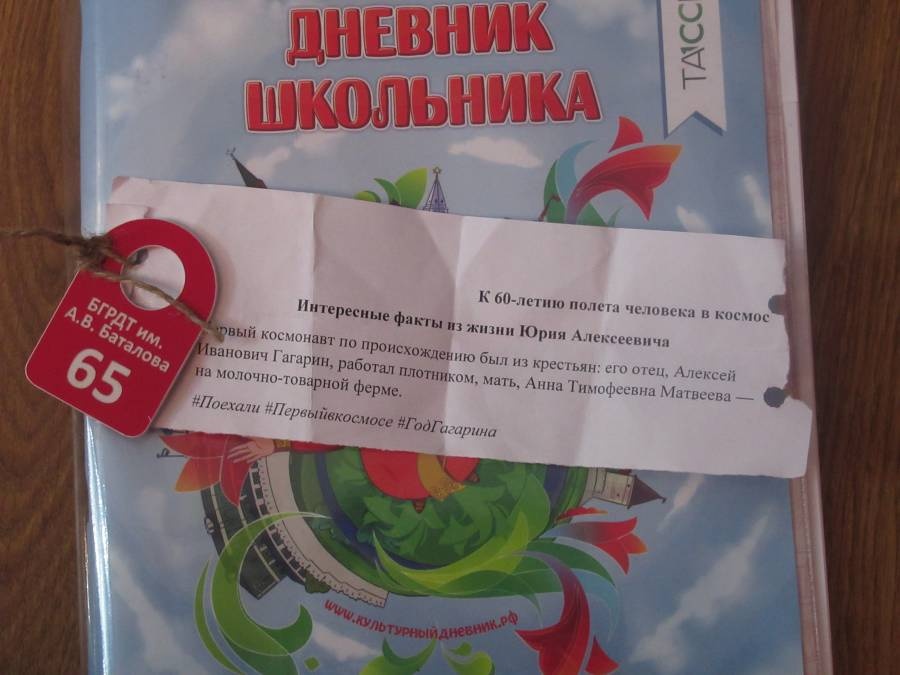 ДНЕВНИК
ШКОЛЬНИКА
ТАСС
БГРДТ им.
А.В. Баталова
65
К 60-летию полета человека в космос
Интересные факты из жизни Юрия Алексеевича
космонавт по происхождению был из крестьян: его отец, Алексей
Иванович Гагарин, работал плотником, мать, Анна Тимофеевна Матвеева —
на молочно-товарной ферме.
#Поехали #Первыйвкосмосе #ГодГагарина
www.культурныйдневник.рф